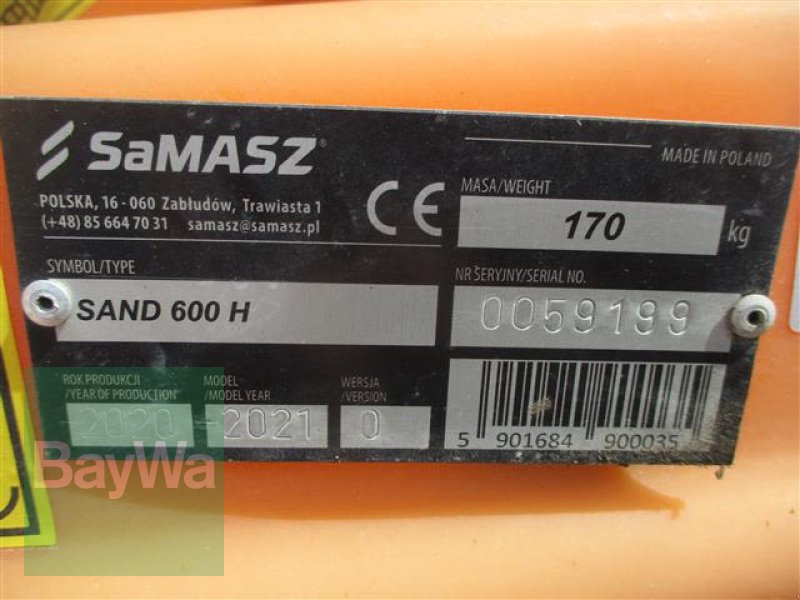 SaMASZ
MADE IN POLAND
POLSKA, 16 - 060 Zabłudów, Trawiasta 1
(+48) 85 664 70 31 samasz@samasz.pl
CE
MASA/WEIGHT
170 kg
SYMBOL/TYPE
SAND 600 H
NR SERYJNY/SERIAL NO.
0059199
ROK PRODUKCJI
/YEAR OF PRODUCTION
2020
MODEL
/MODEL YEAR
2021
WERSJA
/VERSION
0
5 901684 900035
BayWa